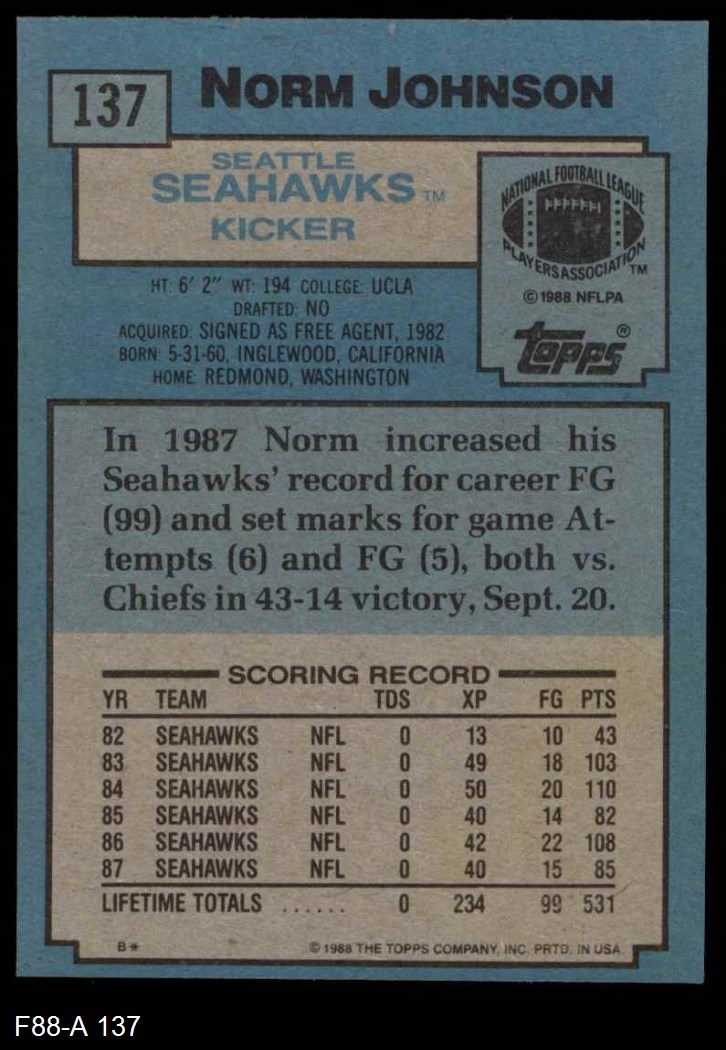 137
NORM JOHNSON
SEATTLE
SEAHAWKS TM
KICKER
NATIONAL FOOTBALL LEAGUE
PLAYERS ASSOCIATION TM
© 1988 NFLPA
TOPPS ®
HT: 6' 2" WT: 194 COLLEGE: UCLA
DRAFTED: NO
ACQUIRED: SIGNED AS FREE AGENT, 1982
BORN: 5-31-60, INGLEWOOD, CALIFORNIA
HOME: REDMOND, WASHINGTON
In 1987 Norm increased his
Seahawks' record for career FG
(99) and set marks for game At-
tempts (6) and FG (5), both vs.
Chiefs in 43-14 victory, Sept. 20.
SCORING RECORD
YR TEAM TDS XP FG PTS
82 SEAHAWKS NFL 0 13 10 43
83 SEAHAWKS NFL 0 49 18 103
84 SEAHAWKS NFL 0 50 20 110
85 SEAHAWKS NFL 0 40 14 82
86 SEAHAWKS NFL 0 42 22 108
87 SEAHAWKS NFL 0 40 15 85
LIFETIME TOTALS ...... 0 234 99 531
B* © 1988 THE TOPPS COMPANY, INC. PRTD. IN USA.
F88-A 137